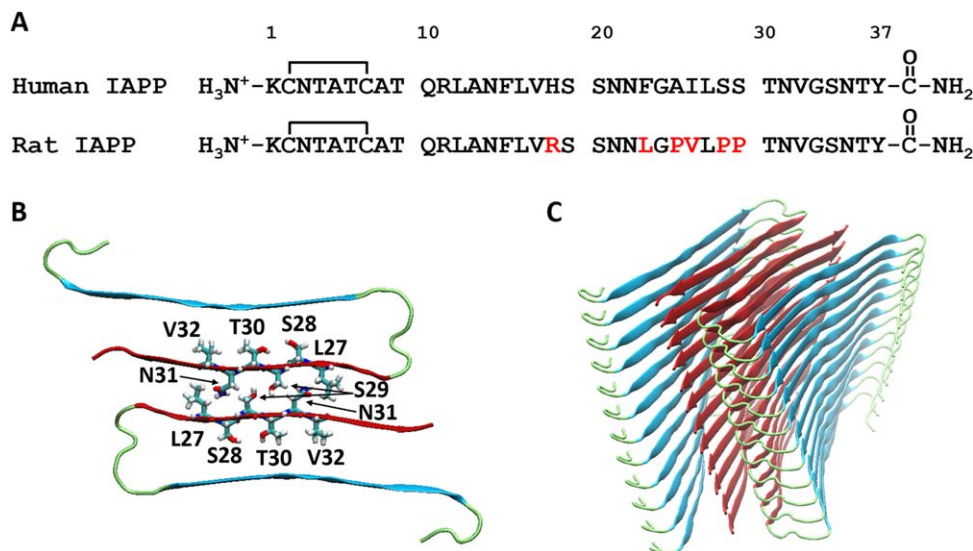 A
1 10 20 30 37
O
Human IAPP H₃N⁺–KCNTATCAT QRLANFLVHS SNNFGAILSS TNVGSNTY–C–NH₂
O
Rat IAPP H₃N⁺–KCNTATCAT QRLANFLVRS SNNLGPVLPP TNVGSNTY–C–NH₂
B
C
V32 T30 S28
L27
N31
S29
N31
L27
S28 T30 V32